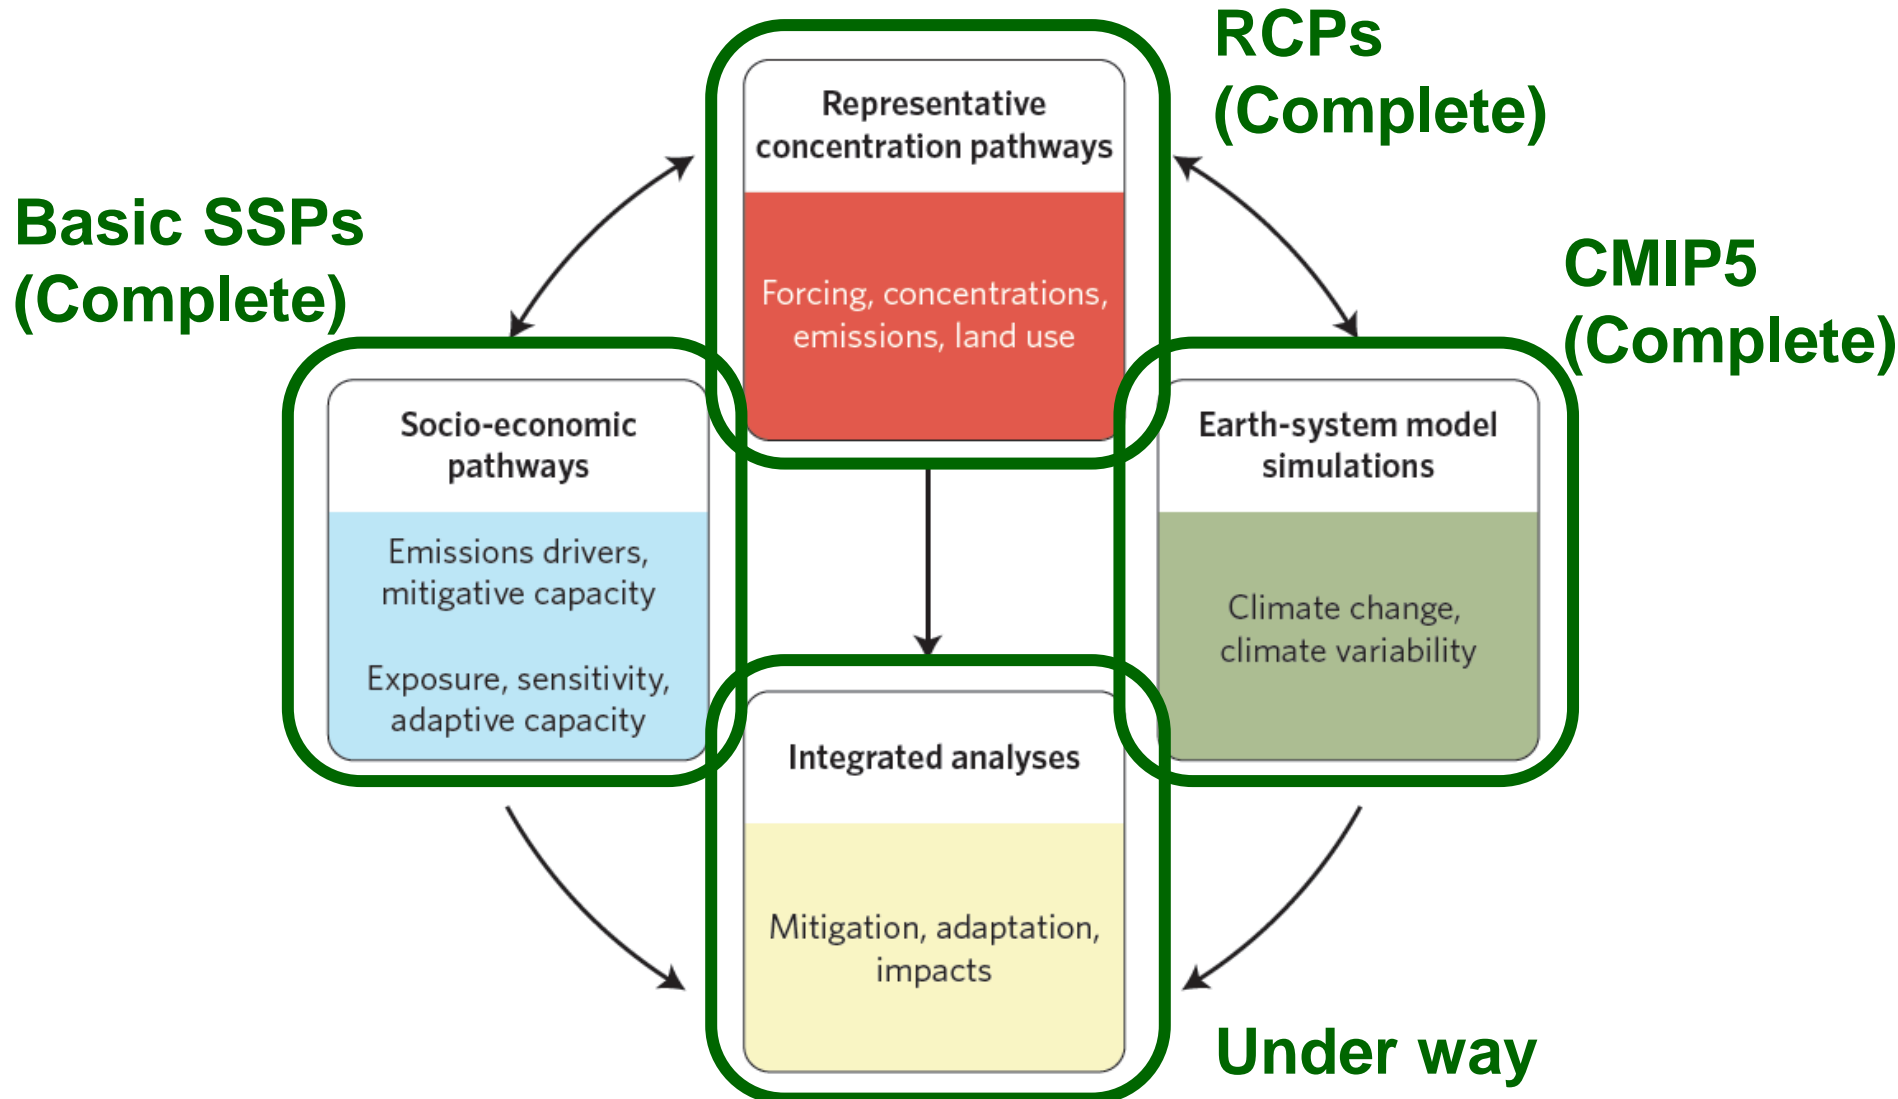 RCPs
(Complete)
Representative
concentration pathways
Forcing, concentrations,
emissions, land use
Basic SSPs
(Complete)
CMIP5
(Complete)
Socio-economic
pathways
Emissions drivers,
mitigative capacity
Exposure, sensitivity,
adaptive capacity
Earth-system model
simulations
Climate change,
climate variability
Integrated analyses
Mitigation, adaptation,
impacts
Under way